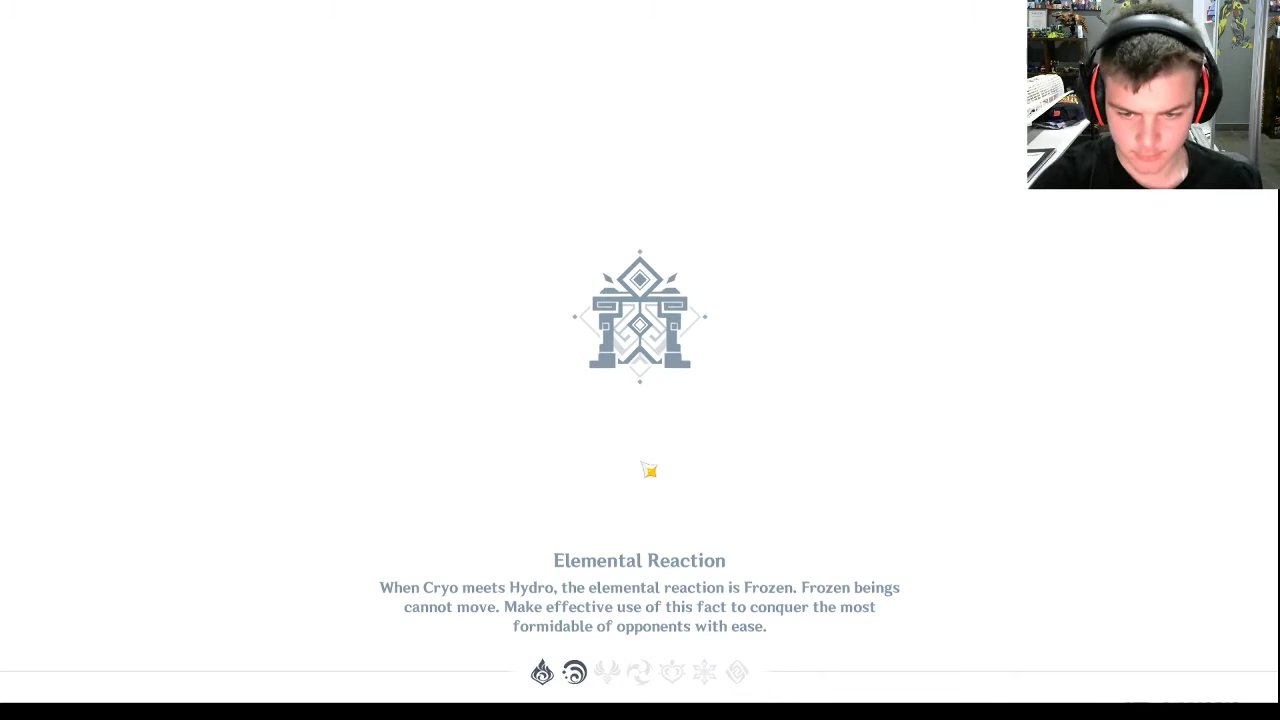 Elemental Reaction
When Cryo meets Hydro, the elemental reaction is Frozen. Frozen beings
cannot move. Make effective use of this fact to conquer the most
formidable of opponents with ease.